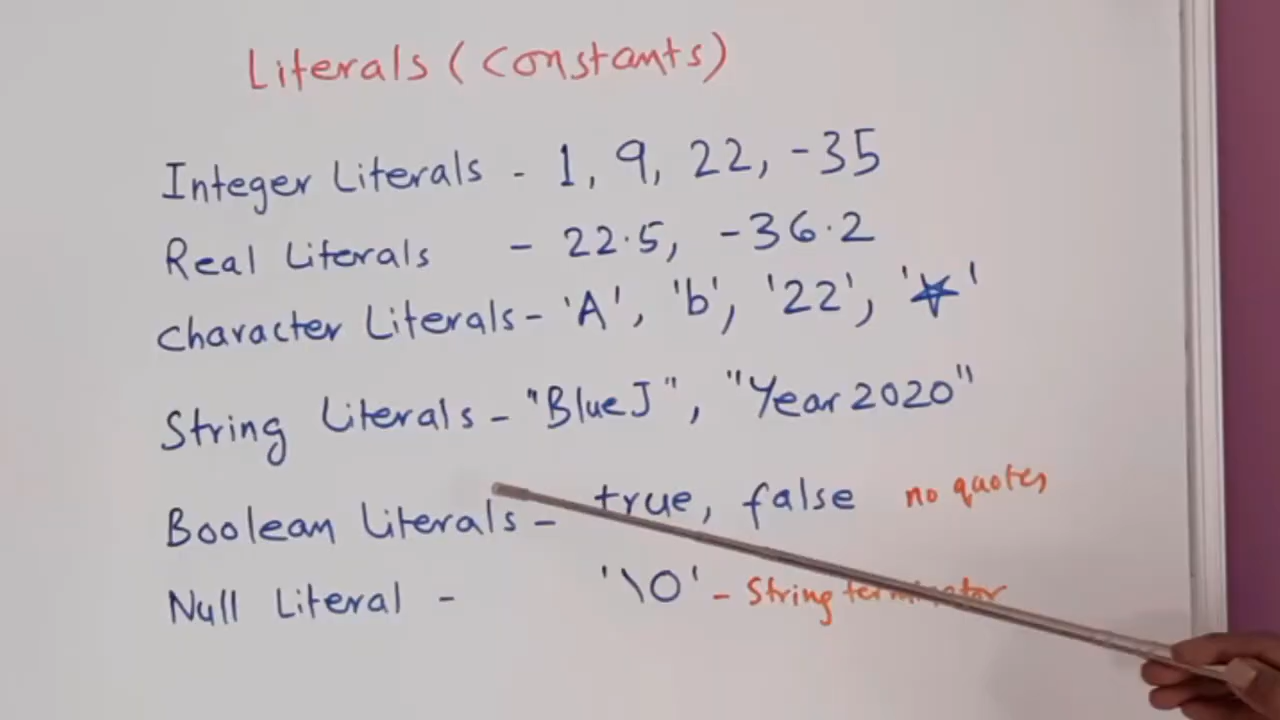 Literals (Constants)
Integer Literals - 1, 9, 22, -35
Real Literals - 22.5, -36.2
Character Literals - 'A', 'b', '22', '☆'
String Literals - "BlueJ", "Year 2020"
Boolean Literals - true, false no quotes
Null Literal - '\0' - String terminator